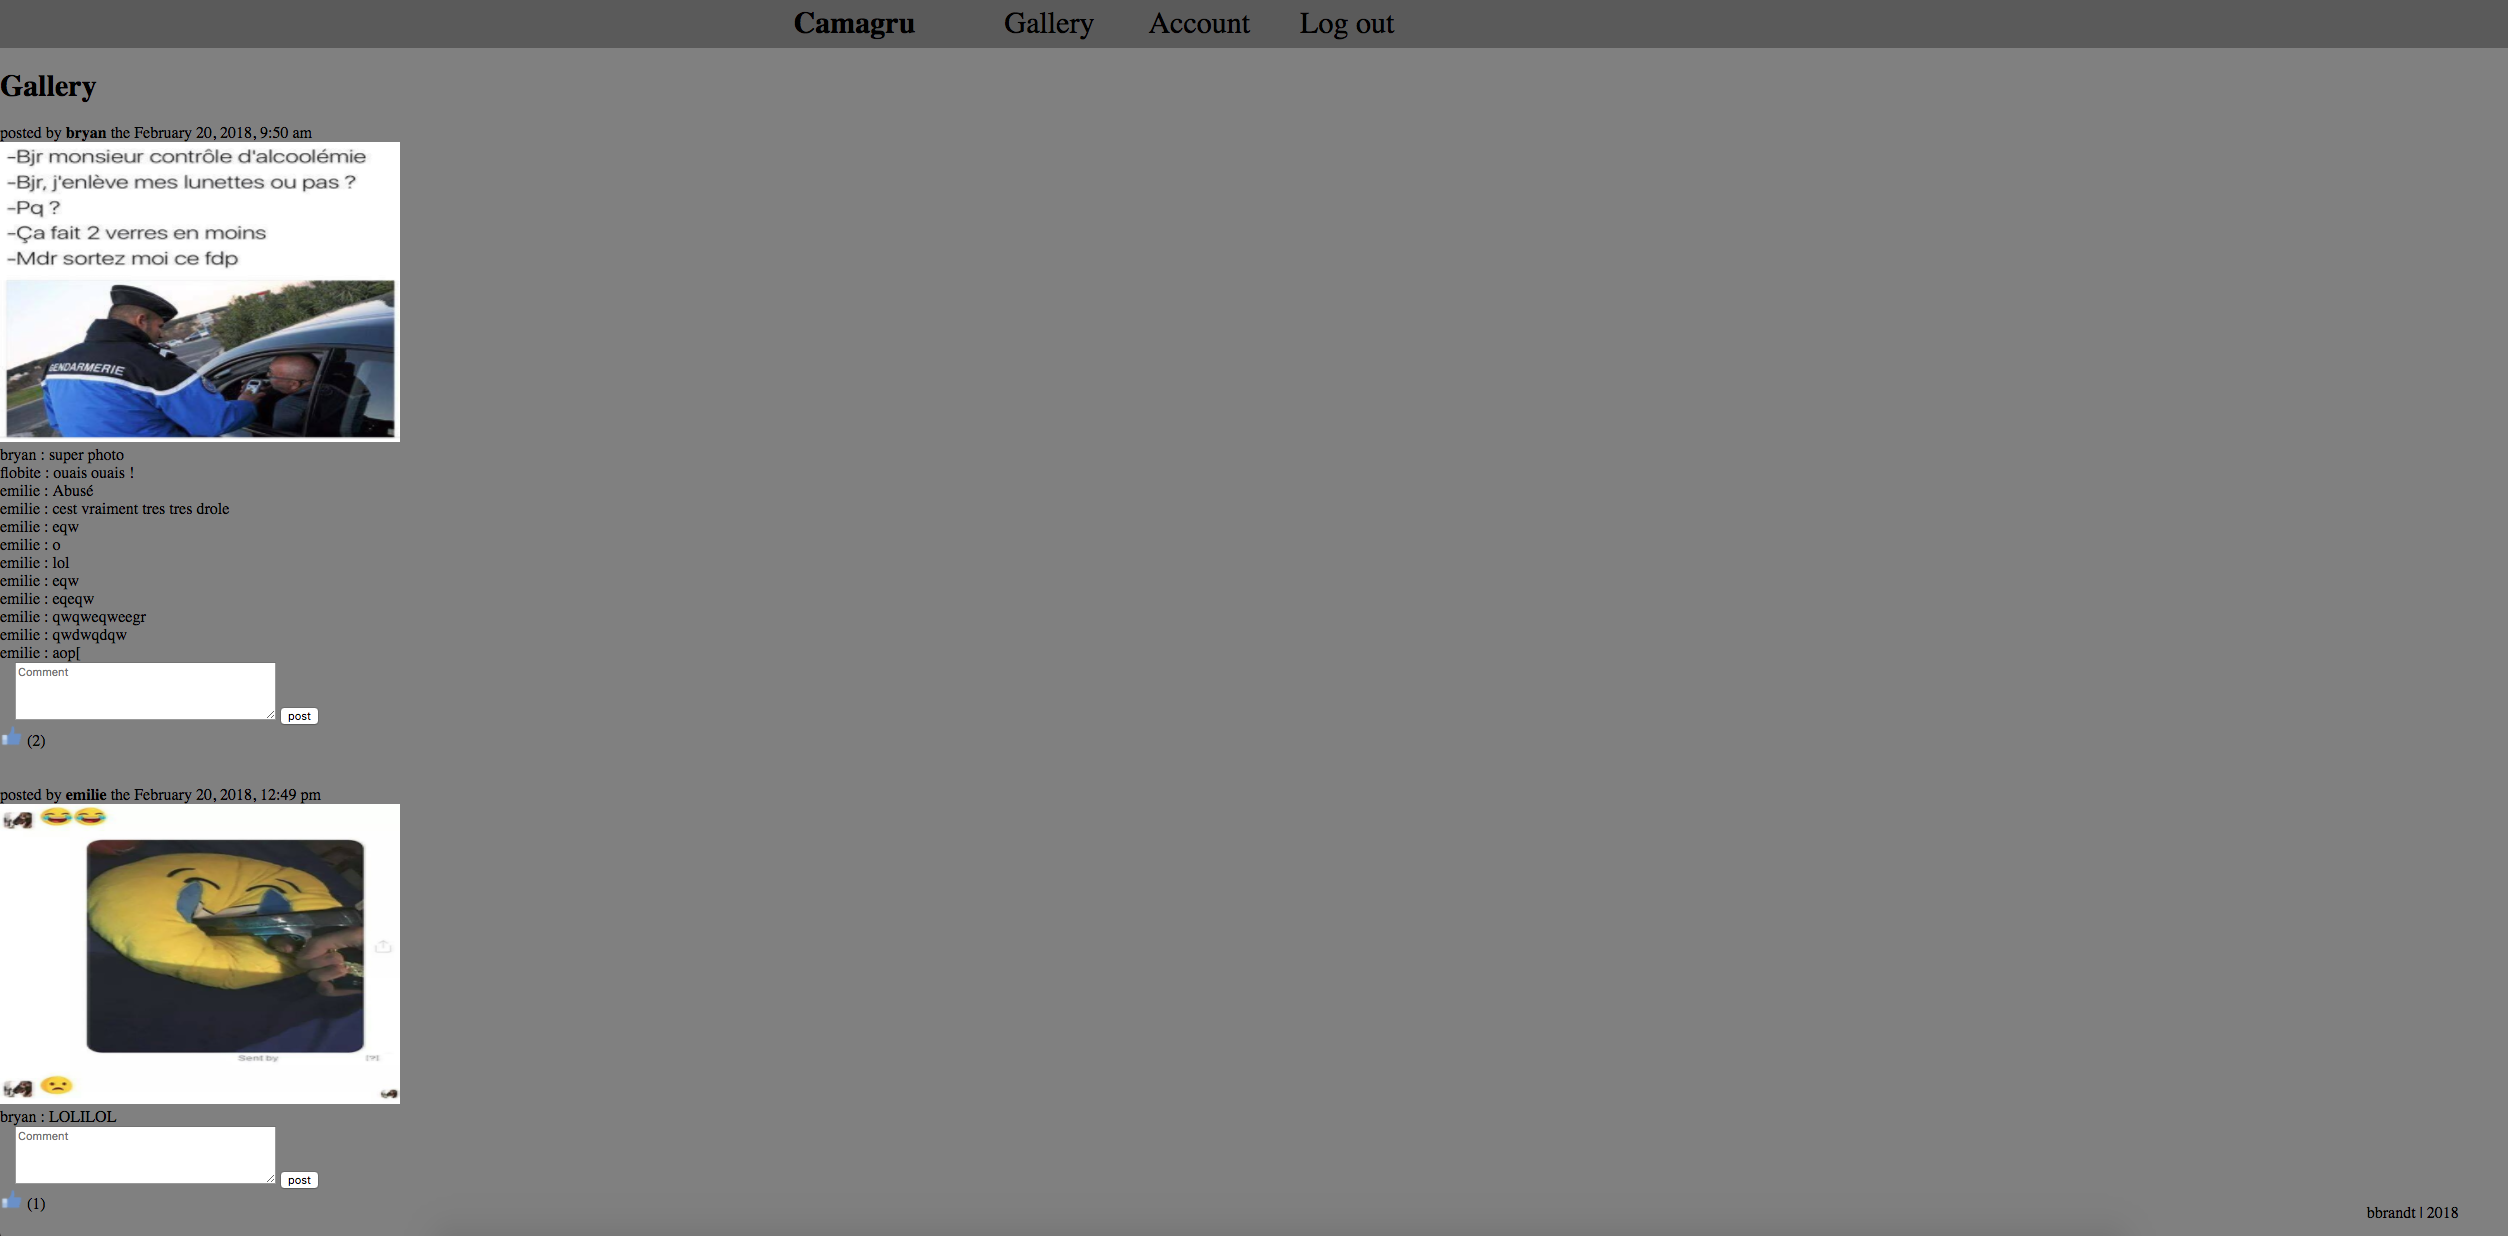 Camagru Gallery Account Log out
Gallery
posted by bryan the February 20, 2018, 9:50 am
-Bjr monsieur contrôle d'alcoolémie
-Bjr, j'enlève mes lunettes ou pas ?
-Pq ?
-Ça fait 2 verres en moins
-Mdr sortez moi ce fdp
GENDARMERIE
bryan : super photo
flobite : ouais ouais !
emilie : Abusé
emilie : cest vraiment tres tres drole
emilie : eqw
emilie : o
emilie : lol
emilie : eqw
emilie : eqeqw
emilie : qwqweqweegr
emilie : qwdwqdqw
emilie : aop[
Comment
post
(2)
posted by emilie the February 20, 2018, 12:49 pm
Sent by
bryan : LOLILOL
Comment
post
(1)
bbrandt | 2018